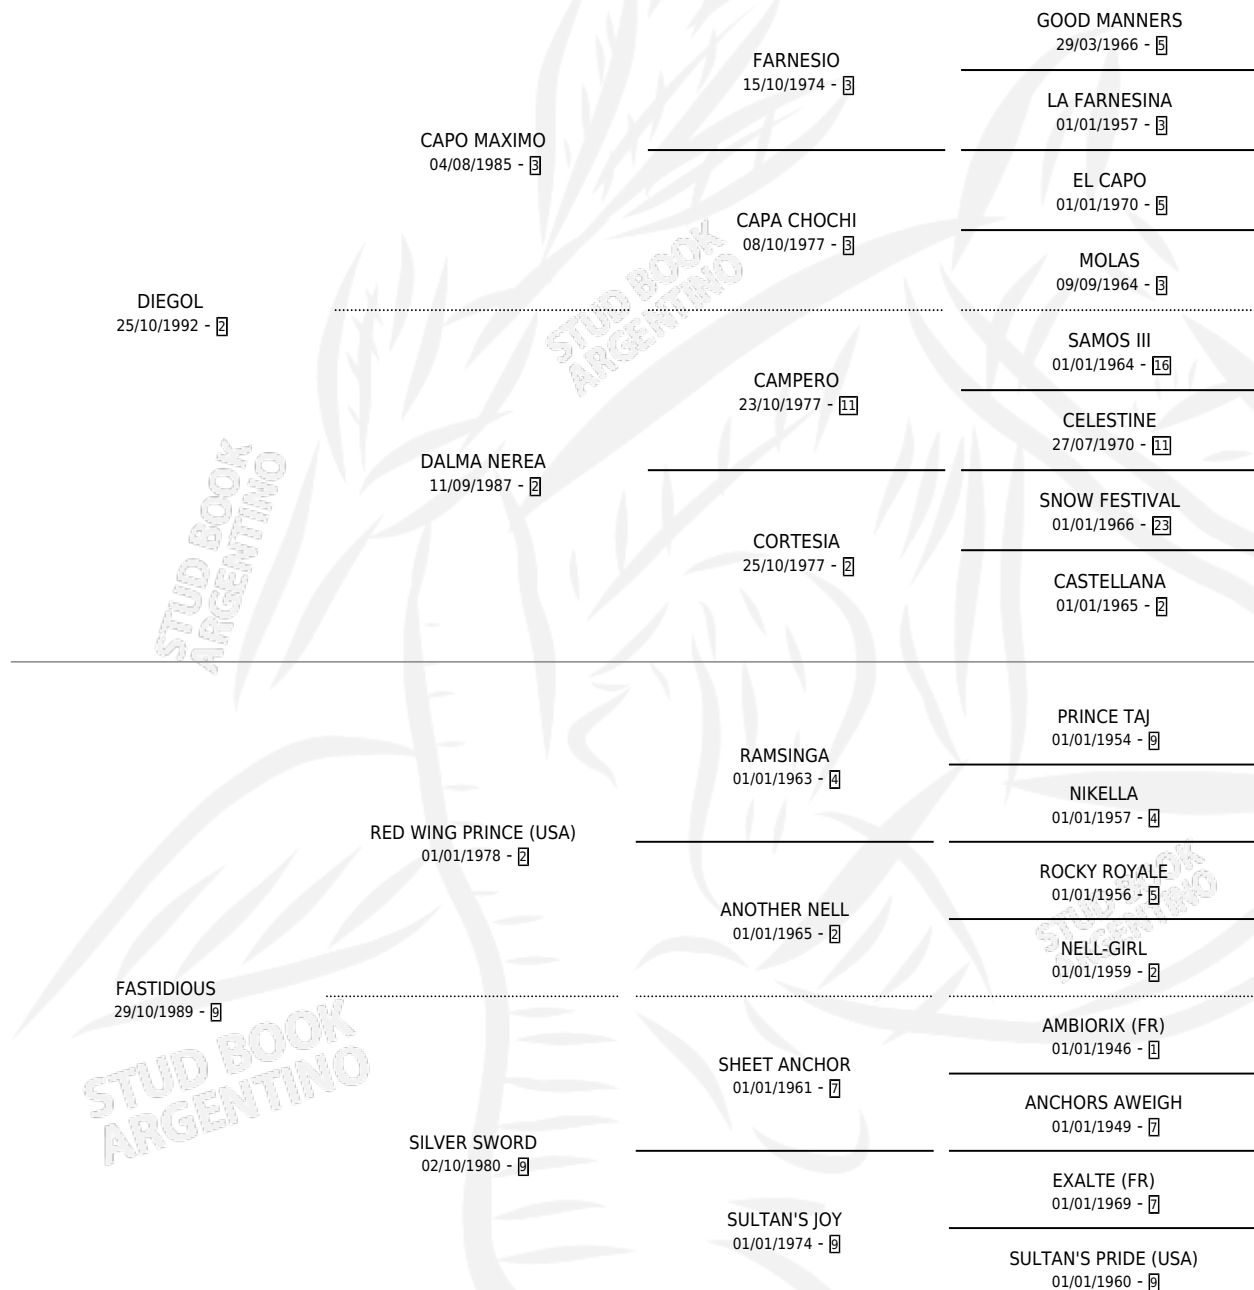 GOOD MANNERS
29/03/1966 - 5
FARNESIO
15/10/1974 - 3
LA FARNESINA
01/01/1957 - 3
CAPO MAXIMO
04/08/1985 - 3
EL CAPO
01/01/1970 - 5
CAPA CHOCHI
08/10/1977 - 3
MOLAS
09/09/1964 - 3
DIEGOL
25/10/1992 - 2
SAMOS III
01/01/1964 - 16
CAMPERO
23/10/1977 - 11
CELESTINE
27/07/1970 - 11
DALMA NEREA
11/09/1987 - 2
SNOW FESTIVAL
01/01/1966 - 23
CORTESIA
25/10/1977 - 2
CASTELLANA
01/01/1965 - 2
PRINCE TAJ
01/01/1954 - 9
RAMSINGA
01/01/1963 - 4
NIKELLA
01/01/1957 - 4
RED WING PRINCE (USA)
01/01/1978 - 2
ROCKY ROYALE
01/01/1956 - 5
ANOTHER NELL
01/01/1965 - 2
NELL-GIRL
01/01/1959 - 2
FASTIDIOUS
29/10/1989 - 9
AMBIORIX (FR)
01/01/1946 - 1
SHEET ANCHOR
01/01/1961 - 7
ANCHORS AWEIGH
01/01/1949 - 7
SILVER SWORD
02/10/1980 - 9
EXALTE (FR)
01/01/1969 - 7
SULTAN'S JOY
01/01/1974 - 9
SULTAN'S PRIDE (USA)
01/01/1960 - 9
STUD BOOK
ARGENTINO
STUD BOOK
ARGENTINO
STUD BOOK
ARGENTINO
STUD BOOK
ARGENTINO